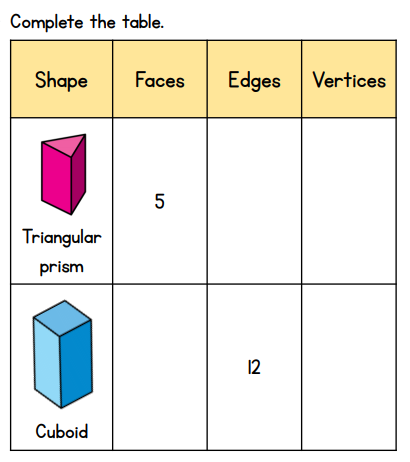 Complete the table.
Shape Faces Edges Vertices
5
Triangular
prism
12
Cuboid